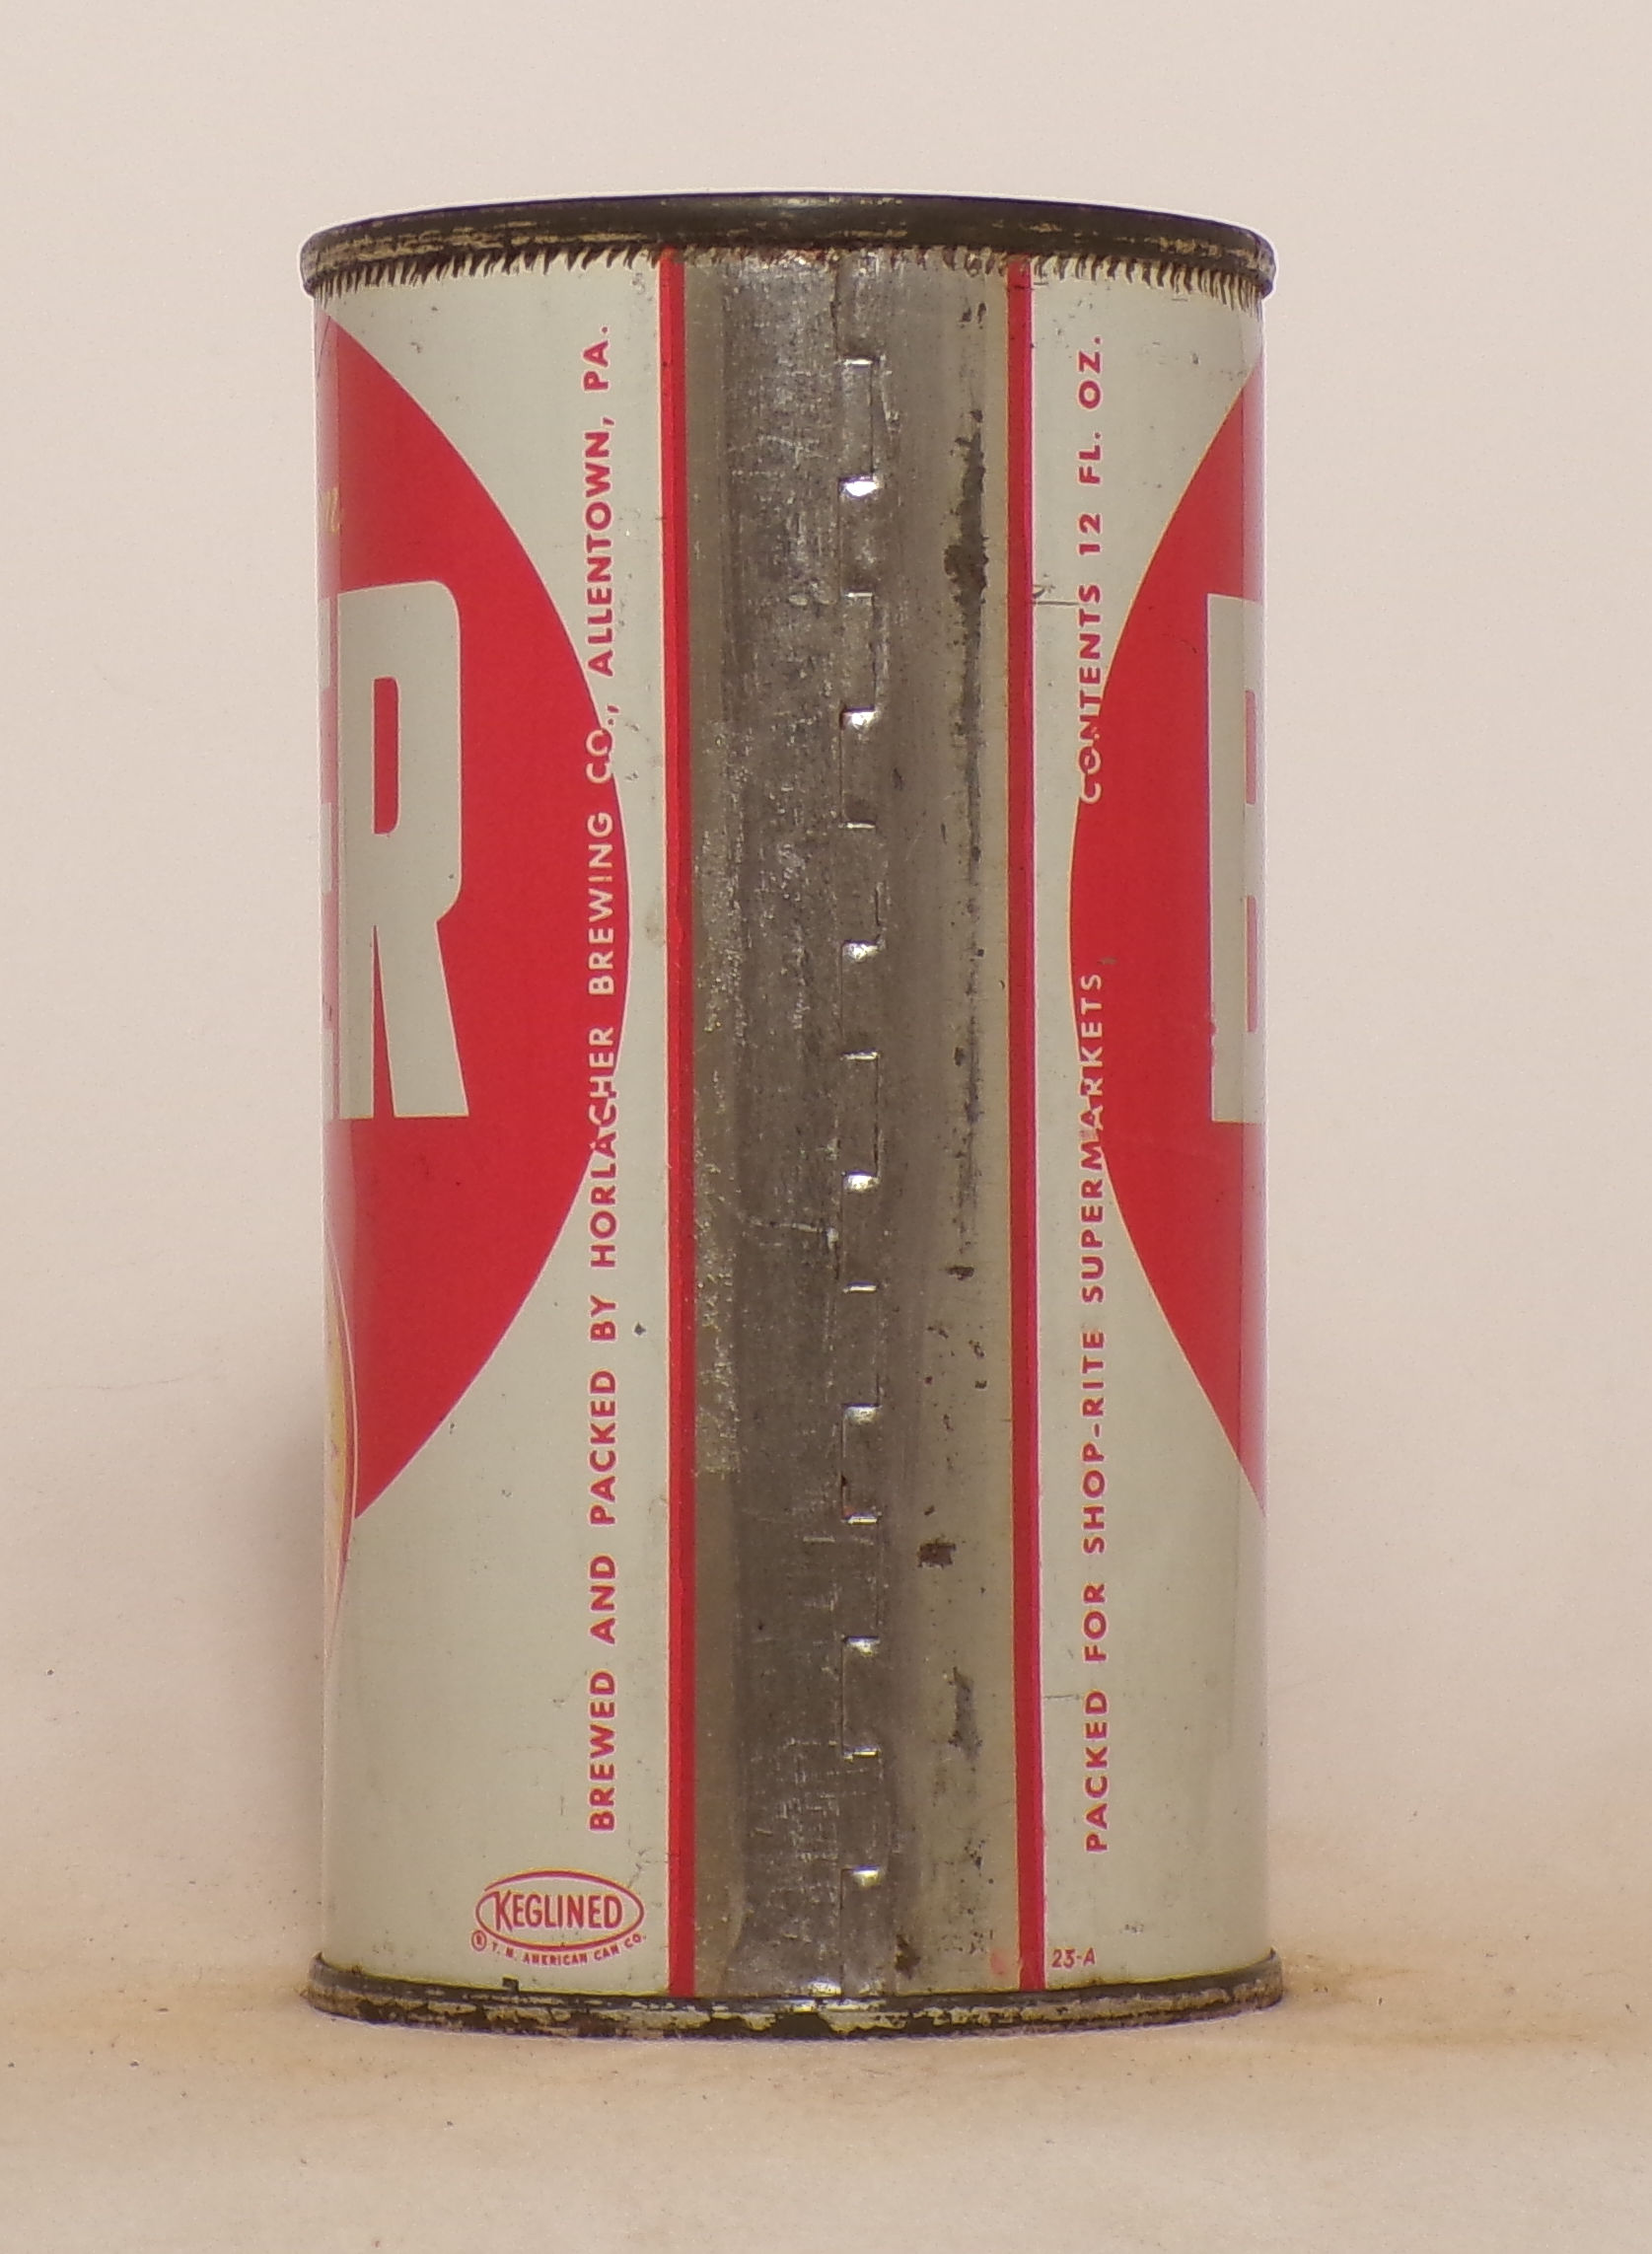 ER
BREWED AND PACKED BY HORLACHER BREWING CO., ALLENTOWN, PA.
KEGLINED
® T. M. AMERICAN CAN CO.
PACKED FOR SHOP-RITE SUPERMARKETS CONTENTS 12 FL. OZ.
23-A
B